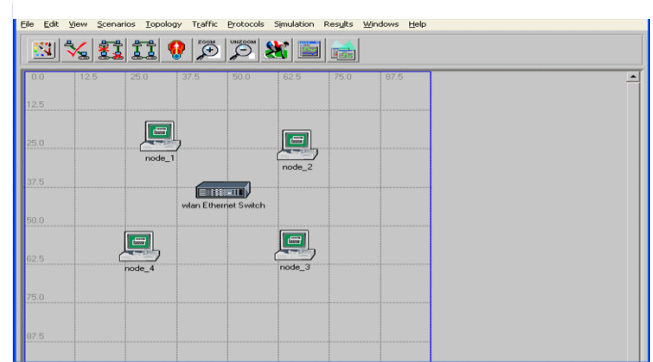 File Edit View Scenarios Topology Traffic Protocols Simulation Results Windows Help
ZOOM UNZOOM
0.0 12.5 25.0 37.5 50.0 62.5 75.0 87.5
12.5
25.0
node_1
node_2
37.5
wlan Ethernet Switch
50.0
62.5
node_4 node_3
75.0
87.5